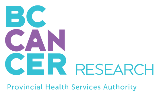 BC
CAN
CER RESEARCH
Provincial Health Services Authority